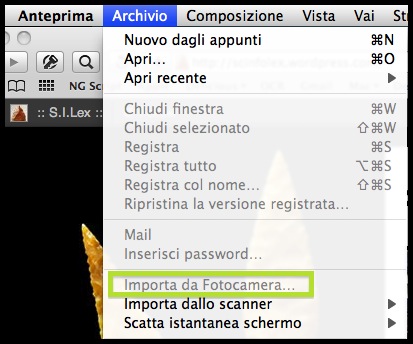 Anteprima Archivio Composizione Vista Vai
Nuovo dagli appunti ⌘N
Apri... ⌘O
Apri recente ▶
NG
:: S.I.Lex ::
Chiudi finestra ⌘W
Chiudi selezionato ⇧⌘W
Registra ⌘S
Registra tutto ⌥⌘S
Registra col nome... ⇧⌘S
Ripristina la versione registrata...
Mail
Inserisci password...
Importa da Fotocamera...
Importa dallo scanner ▶
Scatta istantanea schermo ▶